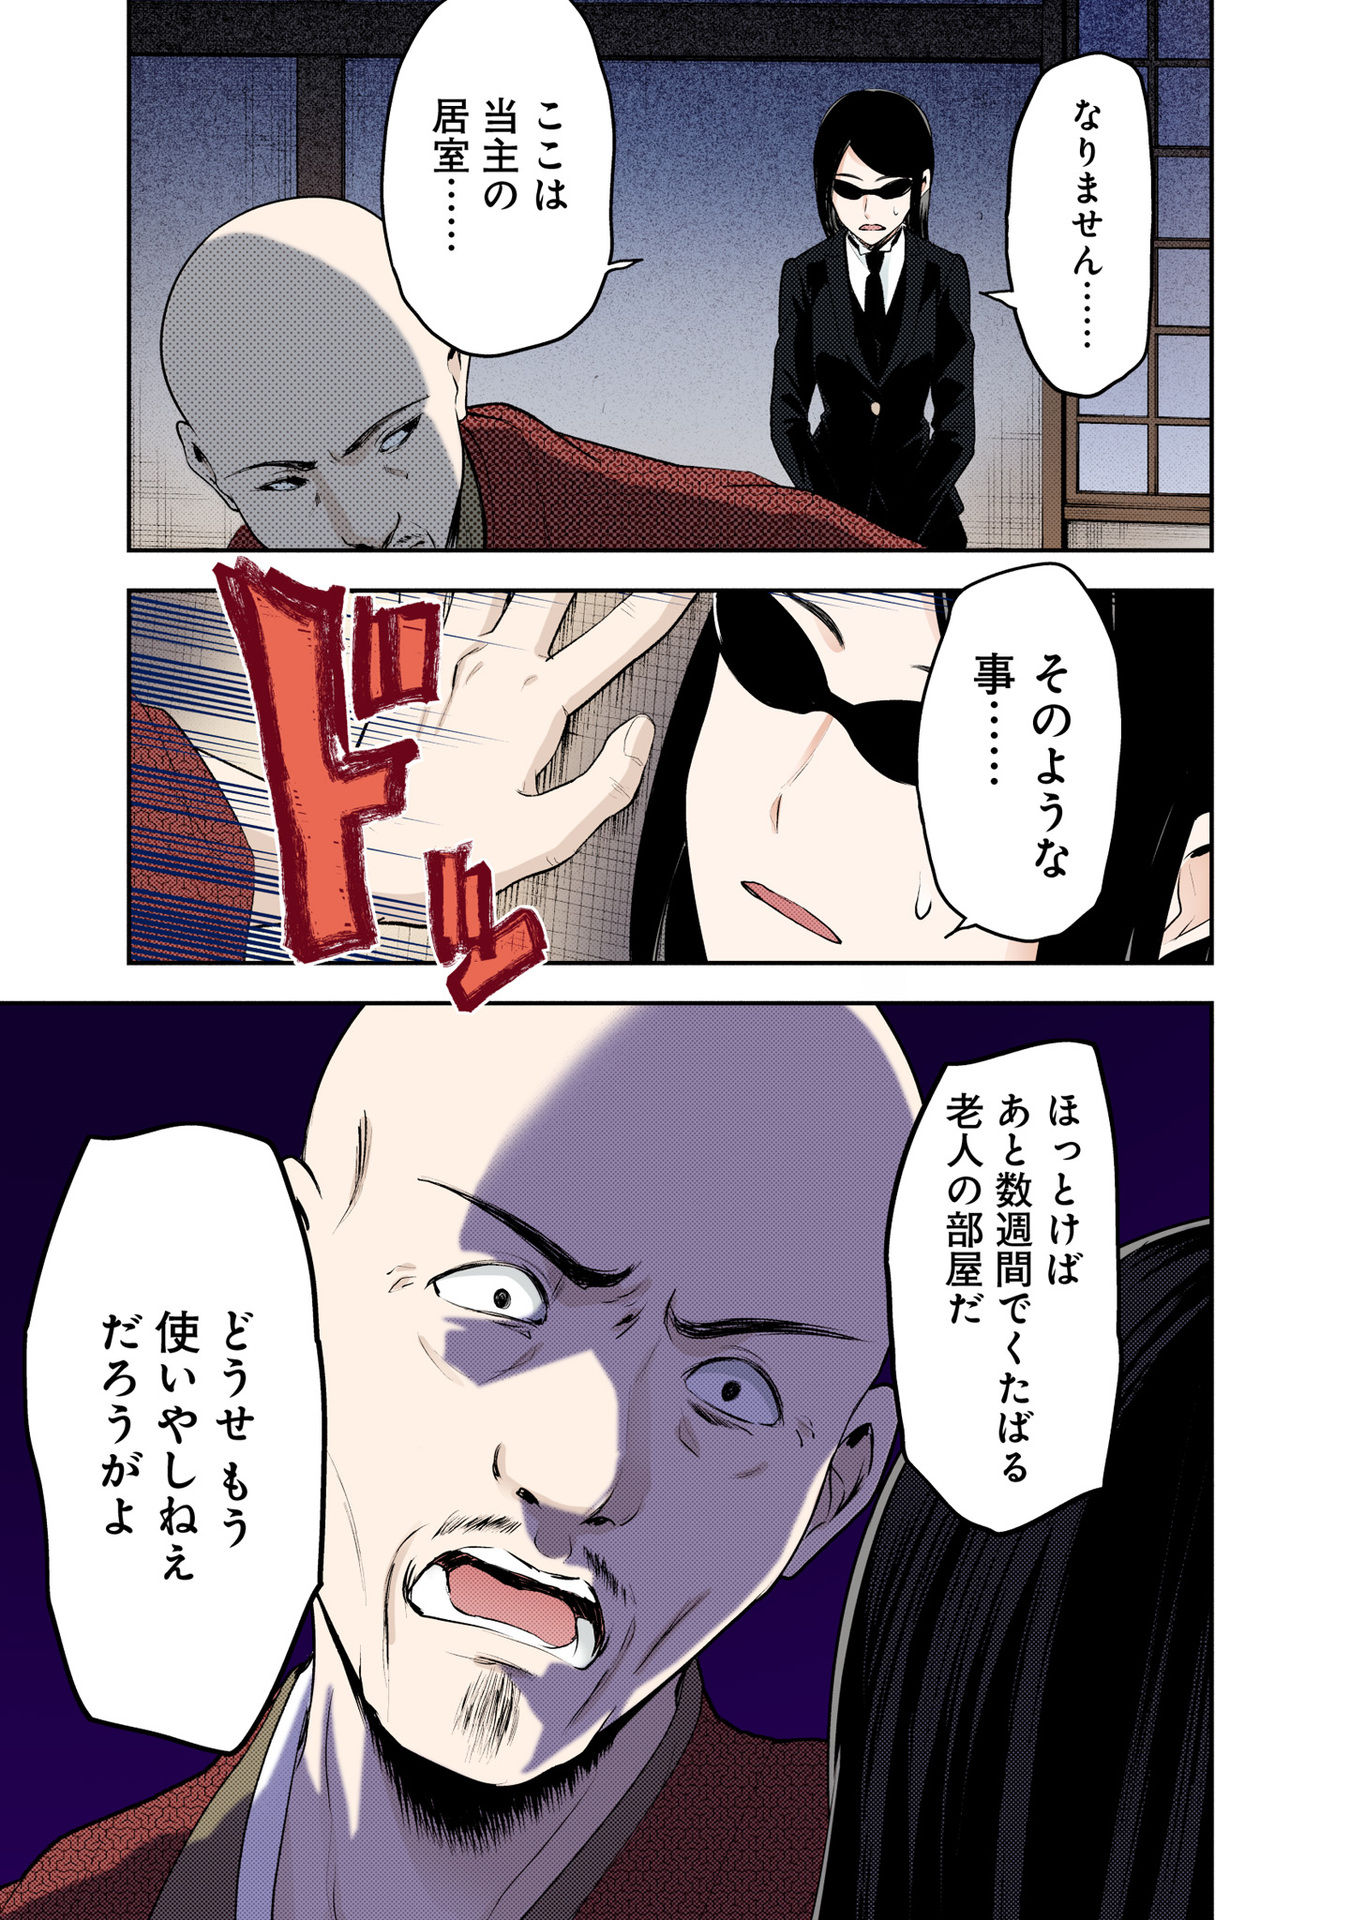 なりません……
ここは
当主の
居室……
そのような
事……
ドッ
ほっとけば
あと数週間でくたばる
老人の部屋だ
どうせ もう
使いやしねえ
だろうがよ